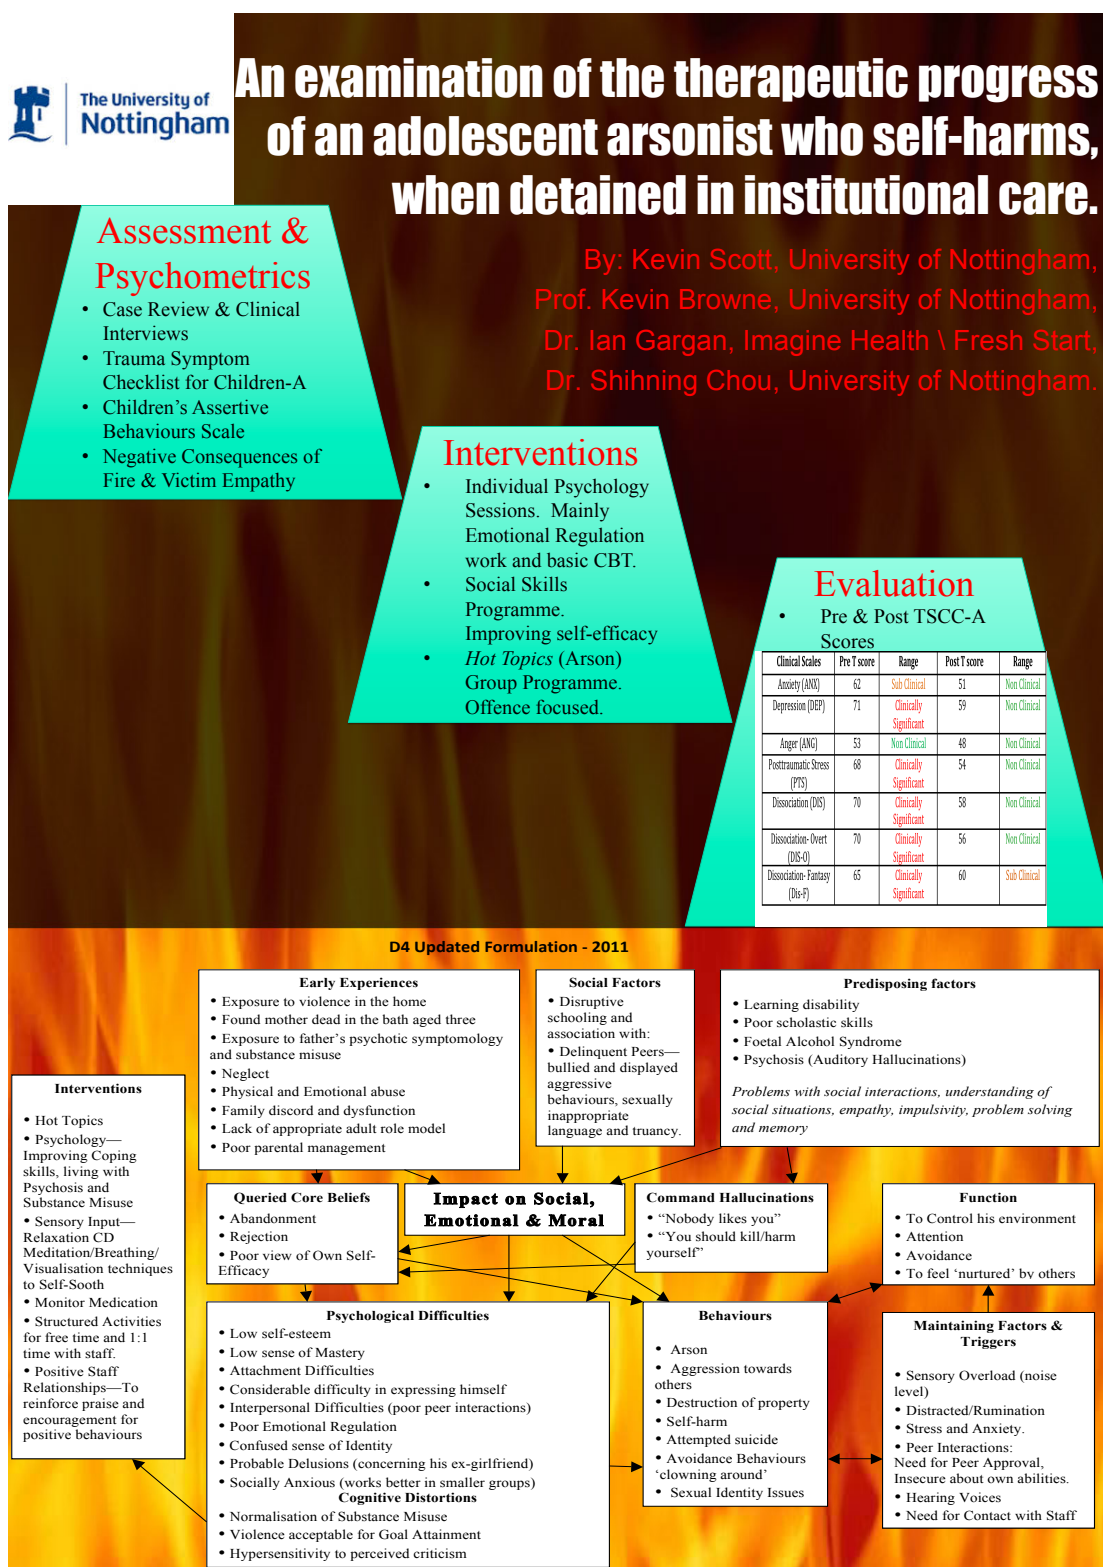 The University of
Nottingham
An examination of the therapeutic progress
of an adolescent arsonist who self-harms,
when detained in institutional care.
By: Kevin Scott, University of Nottingham,
Prof. Kevin Browne, University of Nottingham,
Dr. Ian Gargan, Imagine Health \ Fresh Start,
Dr. Shihning Chou, University of Nottingham.
Assessment &
Psychometrics
• Case Review & Clinical
Interviews
• Trauma Symptom
Checklist for Children-A
• Children's Assertive
Behaviours Scale
• Negative Consequences of
Fire & Victim Empathy
Interventions
• Individual Psychology
Sessions. Mainly
Emotional Regulation
work and basic CBT.
• Social Skills
Programme.
Improving self-efficacy
• Hot Topics (Arson)
Group Programme.
Offence focused.
Evaluation
• Pre & Post TSCC-A
Scores
Clinical Scales Pre T score Range Post T score Range
Anxiety (ANX) 62 Sub Clinical 51 Non Clinical
Depression (DEP) 71 Clinically 59 Non Clinical
Significant
Anger (ANG) 53 Non Clinical 48 Non Clinical
Posttraumatic Stress 68 Clinically 54 Non Clinical
(PTS) Significant
Dissociation (DIS) 70 Clinically 58 Non Clinical
Significant
Dissociation- Overt 70 Clinically 56 Non Clinical
(DIS-O) Significant
Dissociation- Fantasy 65 Clinically 60 Sub Clinical
(Dis-F) Significant
D4 Updated Formulation - 2011
Early Experiences
• Exposure to violence in the home
• Found mother dead in the bath aged three
• Exposure to father's psychotic symptomology
and substance misuse
• Neglect
• Physical and Emotional abuse
• Family discord and dysfunction
• Lack of appropriate adult role model
• Poor parental management
Social Factors
• Disruptive
schooling and
association with:
• Delinquent Peers—
bullied and displayed
aggressive
behaviours, sexually
inappropriate
language and truancy.
Predisposing factors
• Learning disability
• Poor scholastic skills
• Foetal Alcohol Syndrome
• Psychosis (Auditory Hallucinations)
Problems with social interactions, understanding of
social situations, empathy, impulsivity, problem solving
and memory
Interventions
• Hot Topics
• Psychology—
Improving Coping
skills, living with
Psychosis and
Substance Misuse
• Sensory Input—
Relaxation CD
Meditation/Breathing/
Visualisation techniques
to Self-Sooth
• Monitor Medication
• Structured Activities
for free time and 1:1
time with staff.
• Positive Staff
Relationships—To
reinforce praise and
encouragement for
positive behaviours
Queried Core Beliefs
• Abandonment
• Rejection
• Poor view of Own Self-
Efficacy
Impact on Social,
Emotional & Moral
Command Hallucinations
• "Nobody likes you"
• "You should kill/harm
yourself"
Function
• To Control his environment
• Attention
• Avoidance
• To feel 'nurtured' by others
Psychological Difficulties
• Low self-esteem
• Low sense of Mastery
• Attachment Difficulties
• Considerable difficulty in expressing himself
• Interpersonal Difficulties (poor peer interactions)
• Poor Emotional Regulation
• Confused sense of Identity
• Probable Delusions (concerning his ex-girlfriend)
• Socially Anxious (works better in smaller groups)
Cognitive Distortions
• Normalisation of Substance Misuse
• Violence acceptable for Goal Attainment
• Hypersensitivity to perceived criticism
Behaviours
• Arson
• Aggression towards
others
• Destruction of property
• Self-harm
• Attempted suicide
• Avoidance Behaviours
'clowning around'
• Sexual Identity Issues
Maintaining Factors &
Triggers
• Sensory Overload (noise
level)
• Distracted/Rumination
• Stress and Anxiety.
• Peer Interactions:
Need for Peer Approval,
Insecure about own abilities.
• Hearing Voices
• Need for Contact with Staff